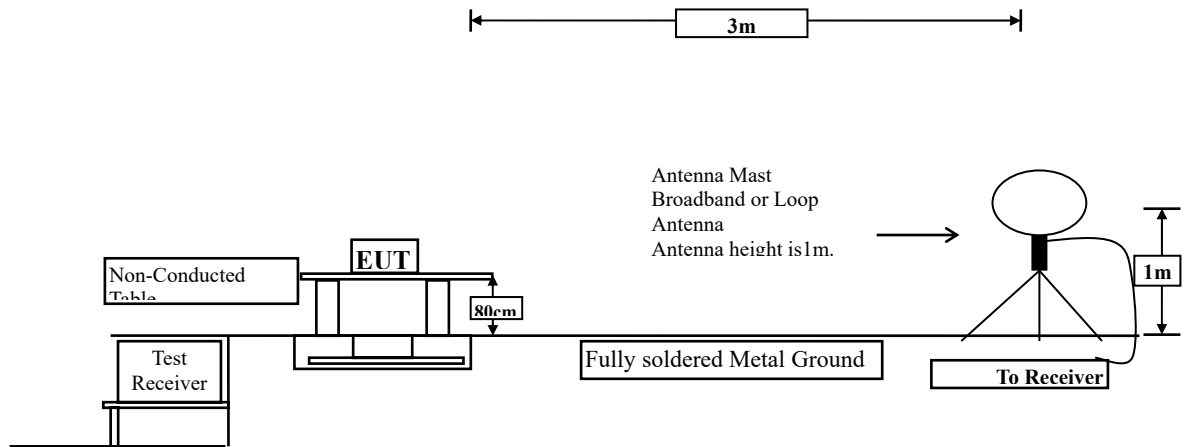 3m
Antenna Mast
Broadband or Loop
Antenna
Antenna height is1m.
EUT
Non-Conducted
Table
80cm
1m
Test
Receiver
Fully soldered Metal Ground
To Receiver